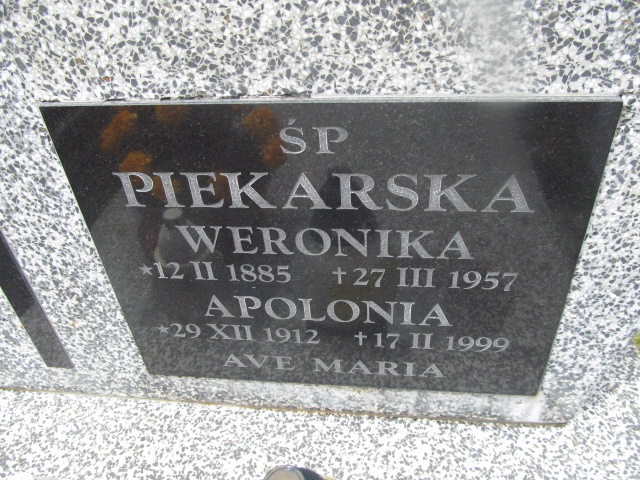 ŚP
PIEKARSKA
WERONIKA
*12 II 1885 †27 III 1957
APOLONIA
*29 XII 1912 †17 II 1999
AVE MARIA